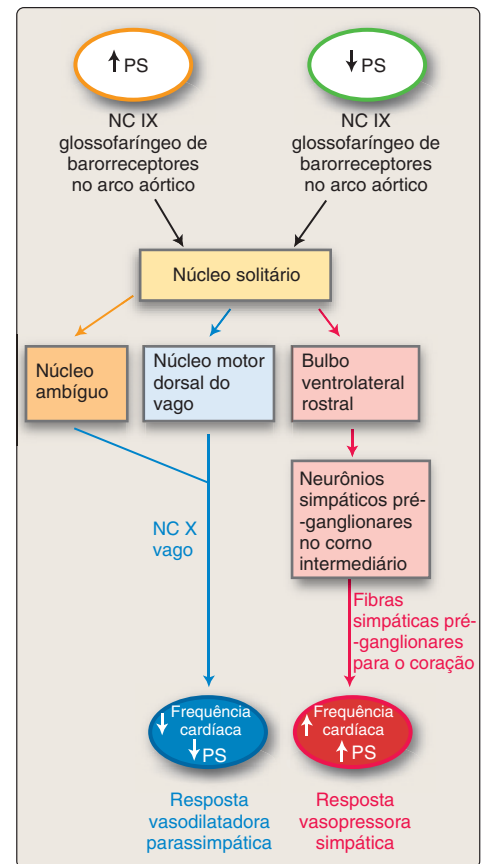 ↑ PS
NC IX
glossofaríngeo de
barorreceptores
no arco aórtico
↓ PS
NC IX
glossofaríngeo de
barorreceptores
no arco aórtico
Núcleo solitário
Núcleo
ambíguo
Núcleo motor
dorsal do
vago
Bulbo
ventrolateral
rostral
Neurônios
simpáticos pré-
-ganglionares
no corno
intermediário
NC X
vago
Fibras
simpáticas pré-
-ganglionares
para o coração
↓ Frequência
cardíaca
↓ PS
↑ Frequência
cardíaca
↑ PS
Resposta
vasodilatadora
parassimpática
Resposta
vasopressora
simpática